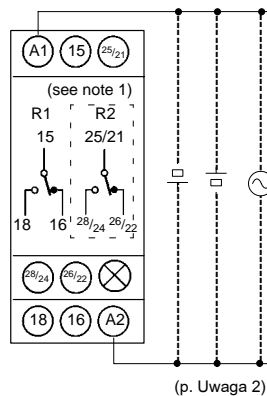 A1 15 25/21
(see note 1)
R1 R2
15 25/21
18 16 28/24 26/22
28/24 26/22
18 16 A2
(p. Uwaga 2)